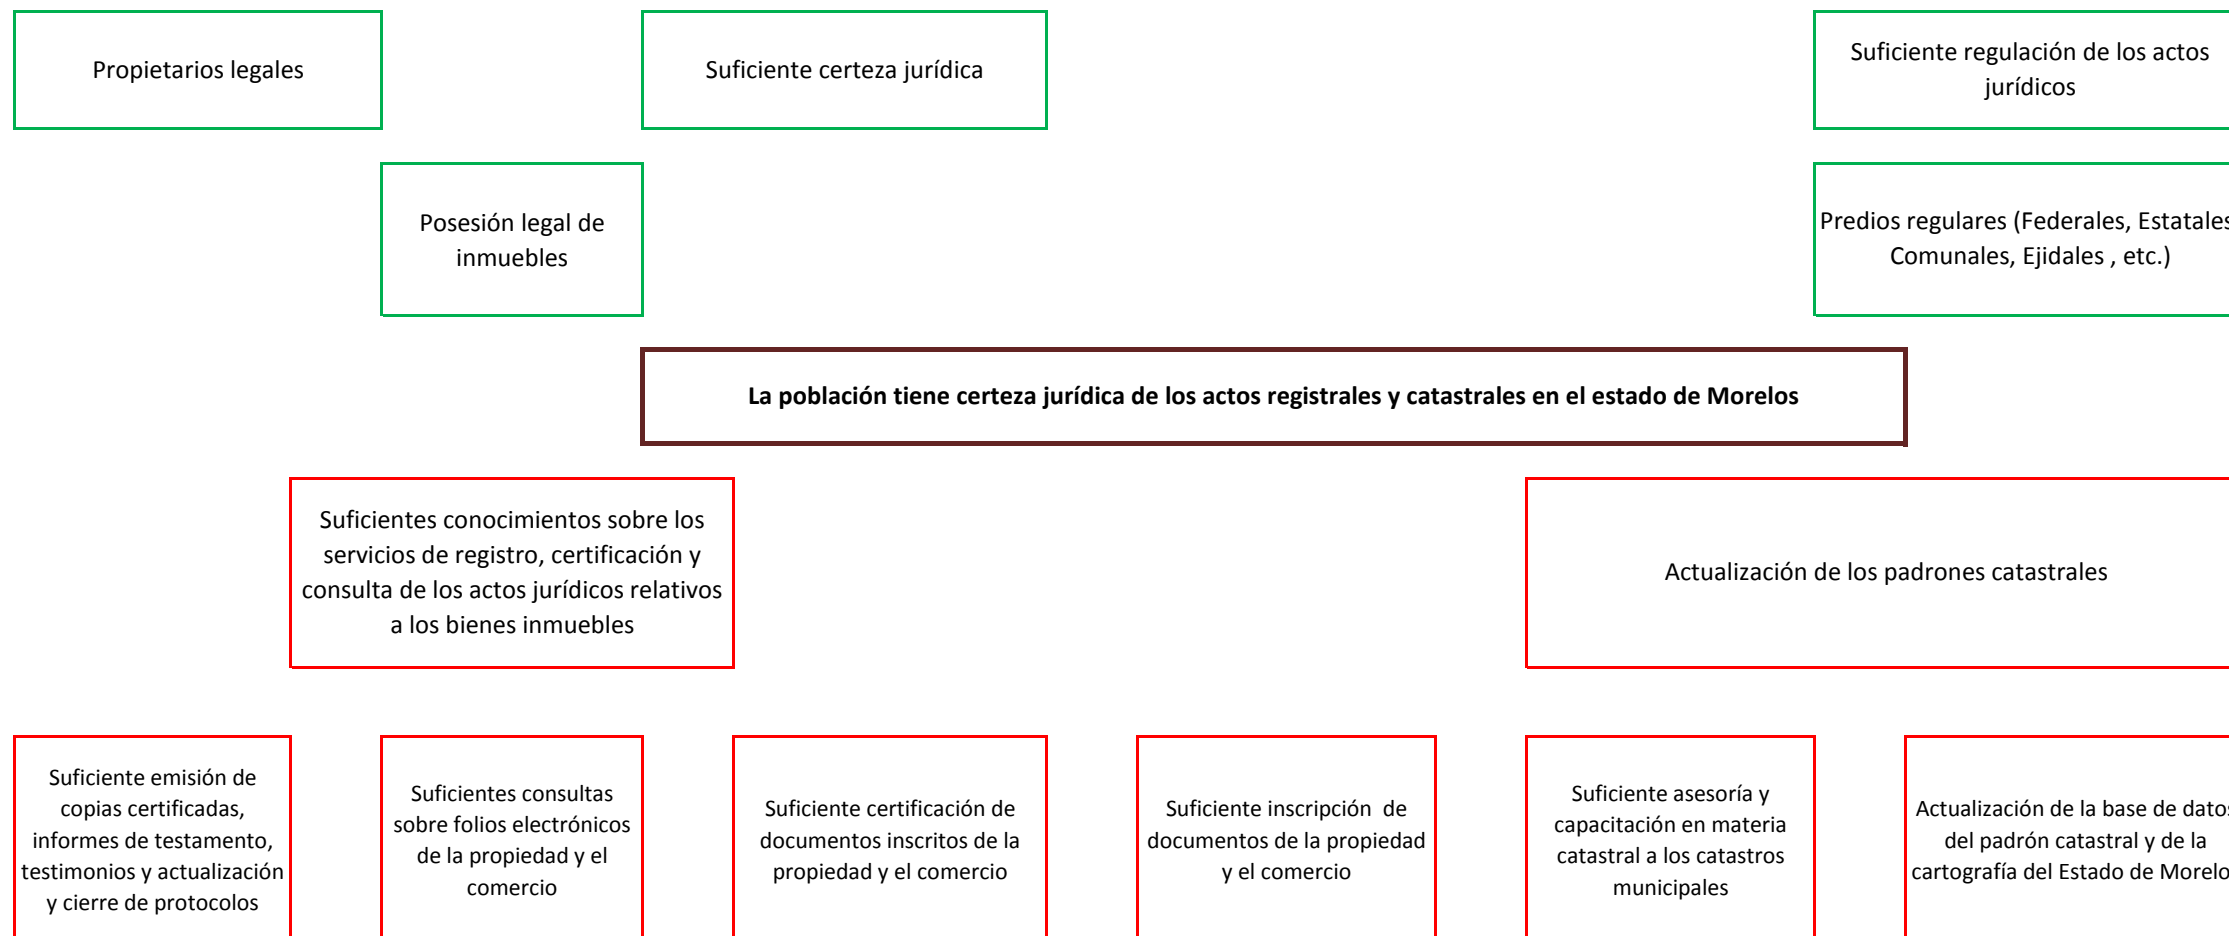 Propietarios legales
Suficiente certeza jurídica
Suficiente regulación de los actos
jurídicos
Posesión legal de
inmuebles
Predios regulares (Federales, Estatales
Comunales, Ejidales , etc.)
La población tiene certeza jurídica de los actos registrales y catastrales en el estado de Morelos
Suficientes conocimientos sobre los
servicios de registro, certificación y
consulta de los actos jurídicos relativos
a los bienes inmuebles
Actualización de los padrones catastrales
Suficiente emisión de
copias certificadas,
informes de testamento,
testimonios y actualización
y cierre de protocolos
Suficientes consultas
sobre folios electrónicos
de la propiedad y el
comercio
Suficiente certificación de
documentos inscritos de la
propiedad y el comercio
Suficiente inscripción  de
documentos de la propiedad
y el comercio
Suficiente asesoría y
capacitación en materia
catastral a los catastros
municipales
Actualización de la base de datos
del padrón catastral y de la
cartografía del Estado de Morelo